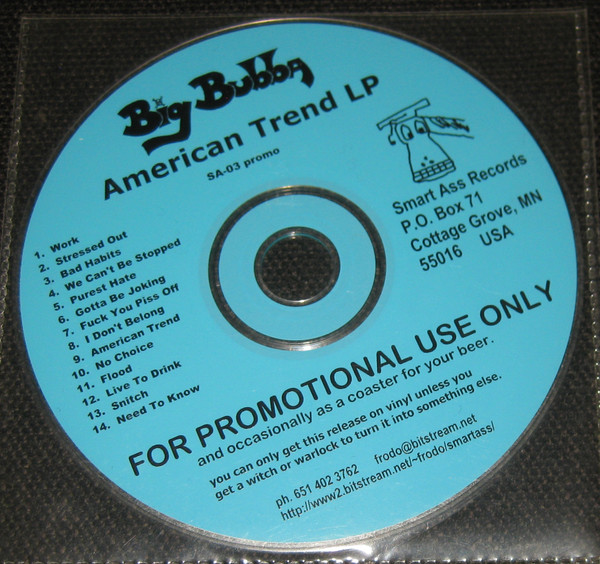 Big Bubba
American Trend LP
SA-03 promo
Smart Ass Records
P.O. Box 71
Cottage Grove, MN
55016 USA
1. Work
2. Stressed Out
3. Bad Habits
4. We Can't Be Stopped
5. Purest Hate
6. Gotta Be Joking
7. Fuck You Piss Off
8. I Don't Belong
9. American Trend
10. No Choice
11. Flood
12. Live To Drink
13. Snitch
14. Need To Know
FOR PROMOTIONAL USE ONLY
and occasionally as a coaster for your beer.
you can only get this release on vinyl unless you
get a witch or warlock to turn it into something else.
ph. 651 402 3762 frodo@bitstream.net
http://www2.bitstream.net/~frodo/smartass/